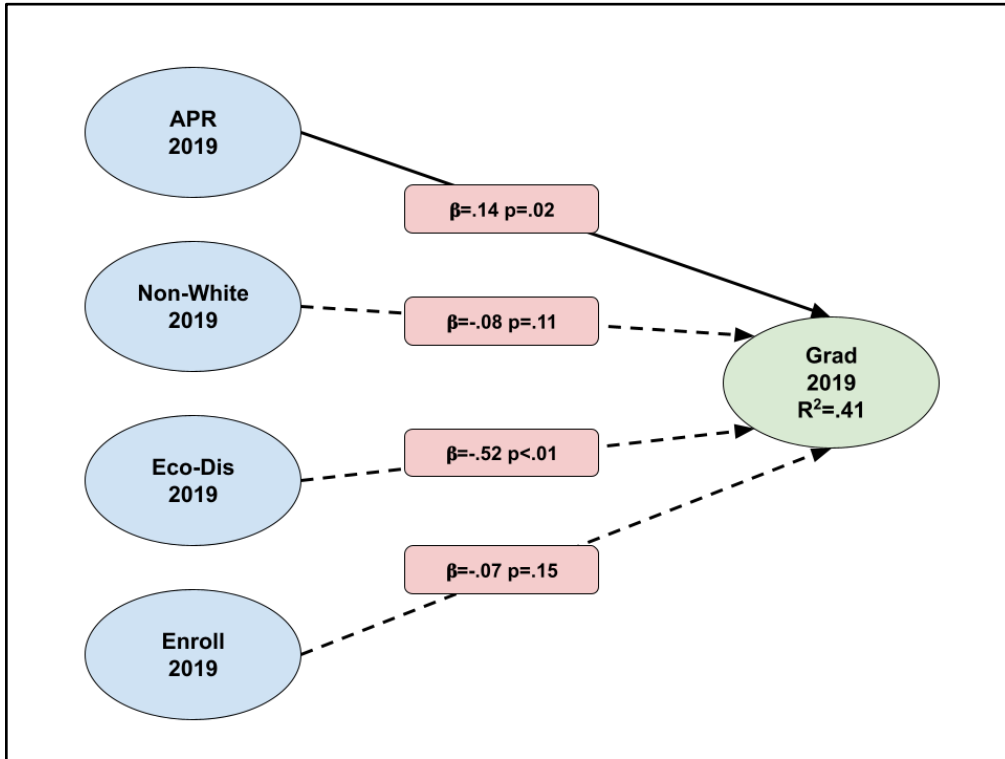 APR
2019
β=.14 p=.02
Non-White
2019
β=-.08 p=.11
Grad
2019
R²=.41
Eco-Dis
2019
β=-.52 p<.01
Enroll
2019
β=-.07 p=.15